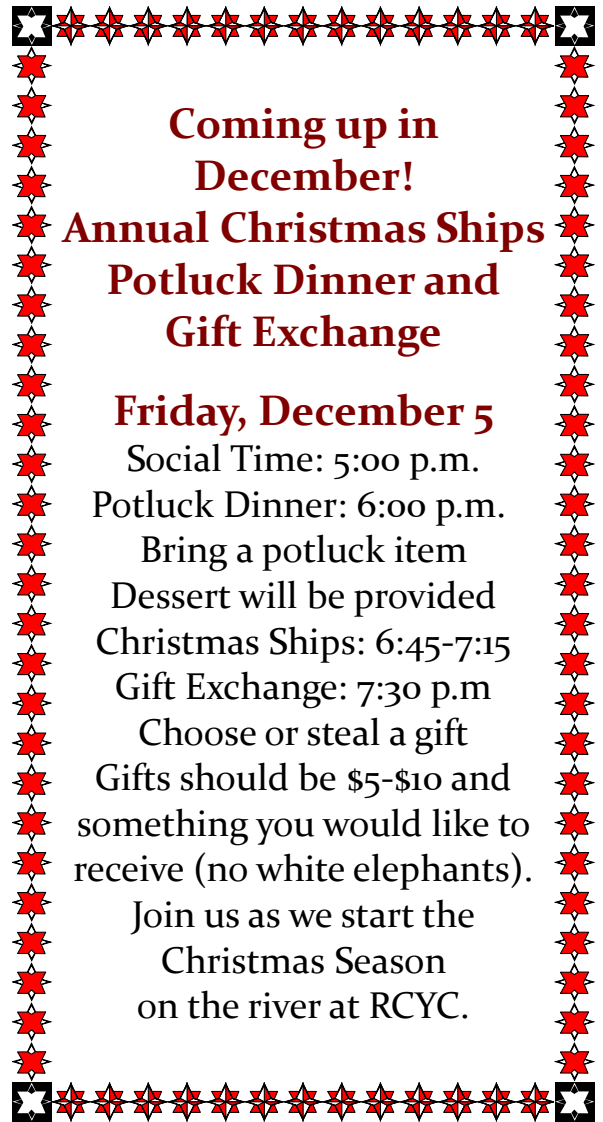 Coming up in
December!
Annual Christmas Ships
Potluck Dinner and
Gift Exchange
Friday, December 5
Social Time: 5:00 p.m.
Potluck Dinner: 6:00 p.m.
Bring a potluck item
Dessert will be provided
Christmas Ships: 6:45-7:15
Gift Exchange: 7:30 p.m
Choose or steal a gift
Gifts should be $5-$10 and
something you would like to
receive (no white elephants).
Join us as we start the
Christmas Season
on the river at RCYC.